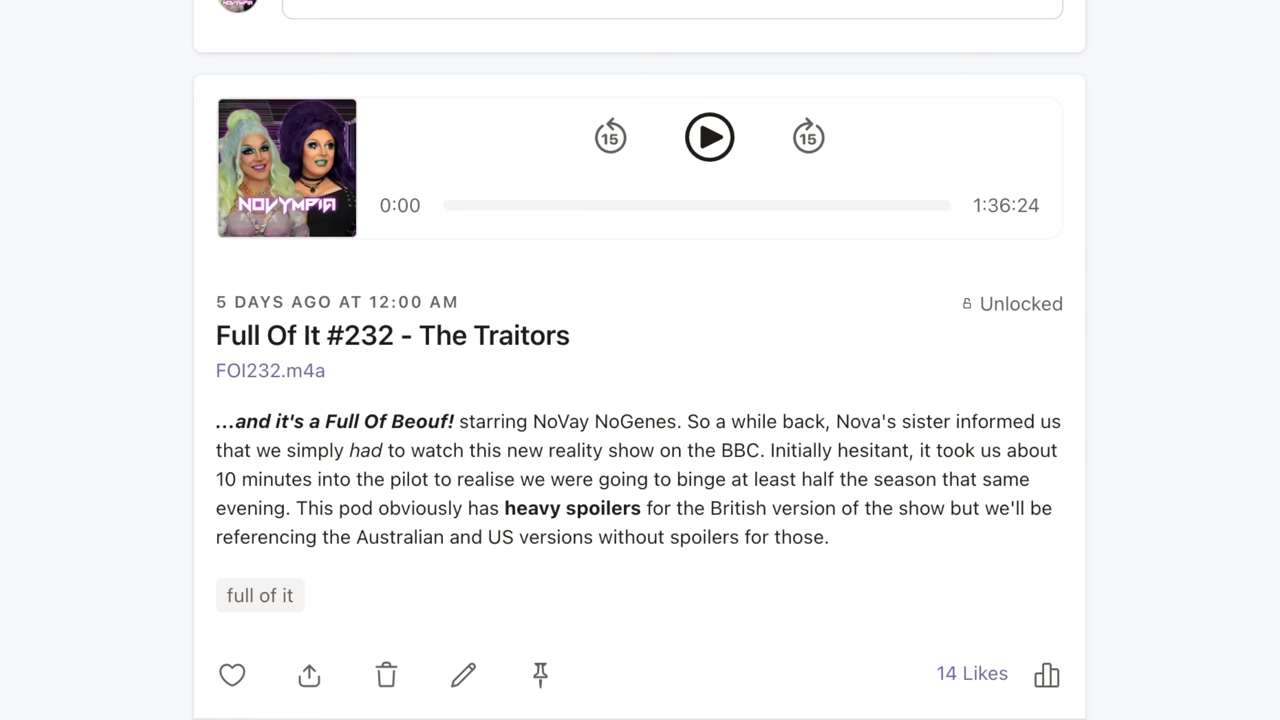 15
15
NOVYMPIA
0:00
1:36:24
5 DAYS AGO AT 12:00 AM
Unlocked
Full Of It #232 - The Traitors
FOI232.m4a
...and it's a Full Of Beouf! starring NoVay NoGenes. So a while back, Nova's sister informed us
that we simply had to watch this new reality show on the BBC. Initially hesitant, it took us about
10 minutes into the pilot to realise we were going to binge at least half the season that same
evening. This pod obviously has heavy spoilers for the British version of the show but we'll be
referencing the Australian and US versions without spoilers for those.
full of it
14 Likes